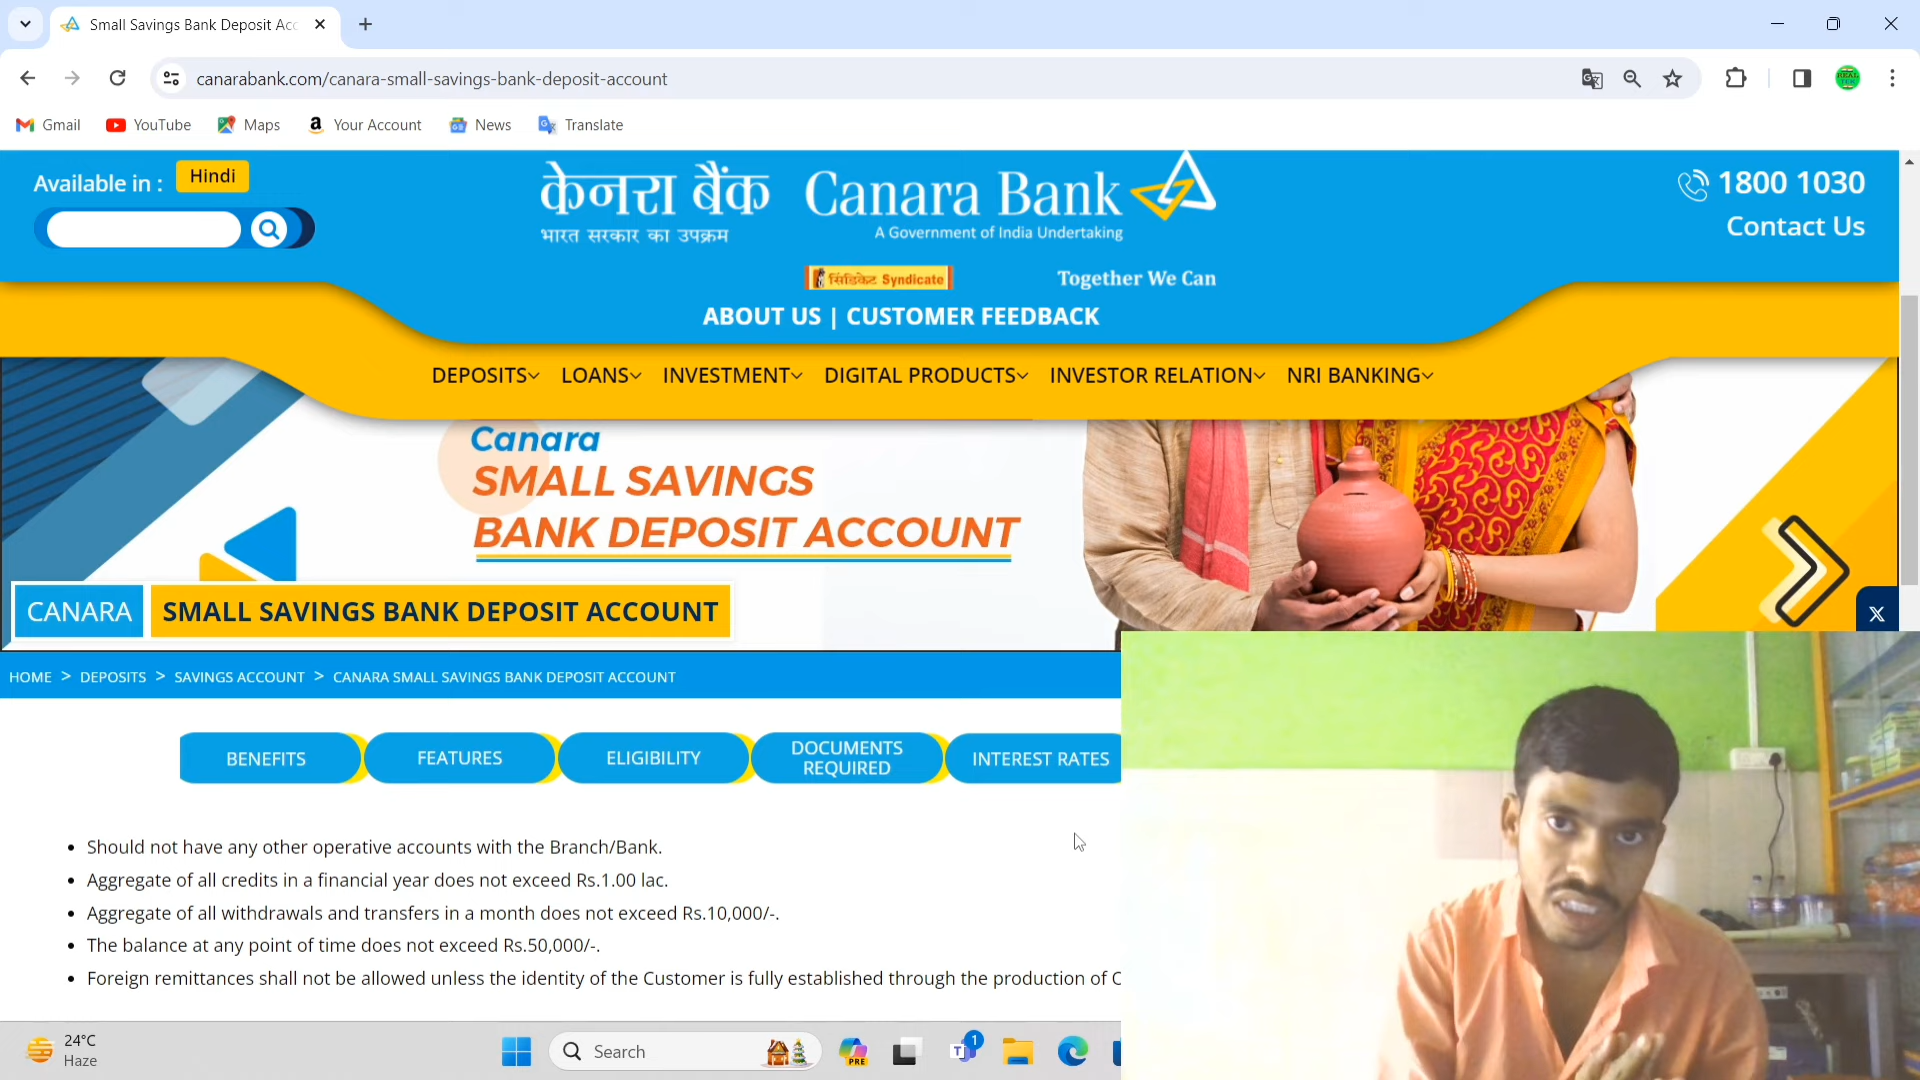 Small Savings Bank Deposit Acc
canarabank.com/canara-small-savings-bank-deposit-account
Gmail YouTube Maps Your Account News Translate
Available in : Hindi
केनरा बैंक Canara Bank
भारत सरकार का उपक्रम A Government of India Undertaking
1800 1030
Contact Us
सिंडिकेट Syndicate Together We Can
ABOUT US | CUSTOMER FEEDBACK
DEPOSITS LOANS INVESTMENT DIGITAL PRODUCTS INVESTOR RELATION NRI BANKING
Canara
SMALL SAVINGS
BANK DEPOSIT ACCOUNT
CANARA SMALL SAVINGS BANK DEPOSIT ACCOUNT
X
HOME > DEPOSITS > SAVINGS ACCOUNT > CANARA SMALL SAVINGS BANK DEPOSIT ACCOUNT
BENEFITS FEATURES ELIGIBILITY DOCUMENTS REQUIRED INTEREST RATES
• Should not have any other operative accounts with the Branch/Bank.
• Aggregate of all credits in a financial year does not exceed Rs.1.00 lac.
• Aggregate of all withdrawals and transfers in a month does not exceed Rs.10,000/-.
• The balance at any point of time does not exceed Rs.50,000/-.
• Foreign remittances shall not be allowed unless the identity of the Customer is fully established through the production of
24°C
Haze
Search
PRE
T 1